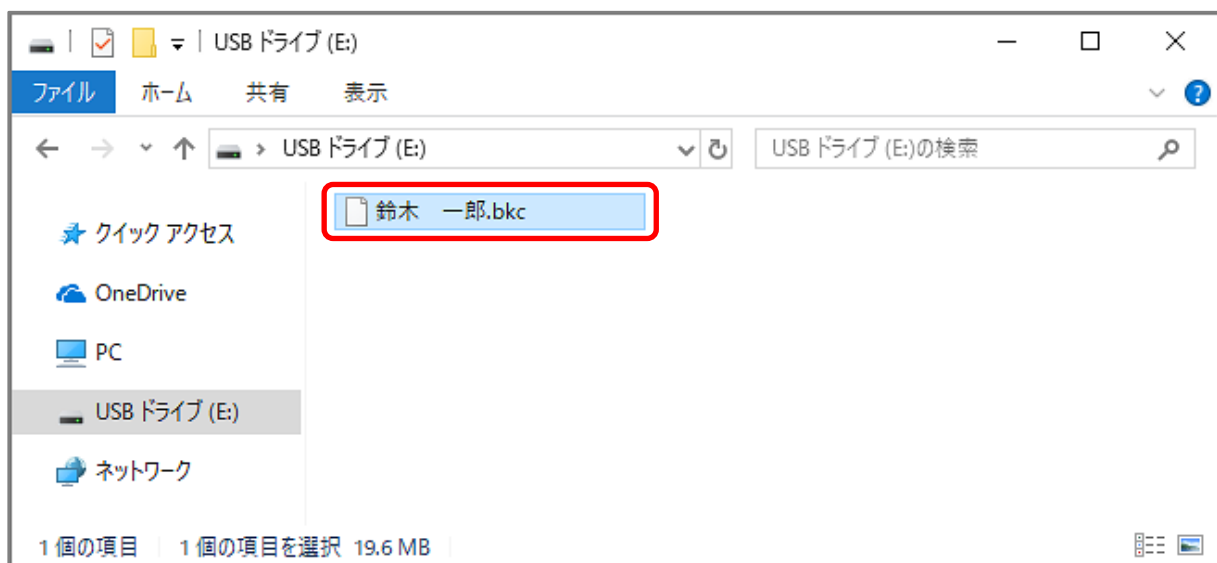 USB ドライブ (E:)
ファイル ホーム 共有 表示
USB ドライブ (E:) USB ドライブ (E:)の検索
鈴木　一郎.bkc
クイック アクセス
OneDrive
PC
USB ドライブ (E:)
ネットワーク
1 個の項目 1 個の項目を選択 19.6 MB